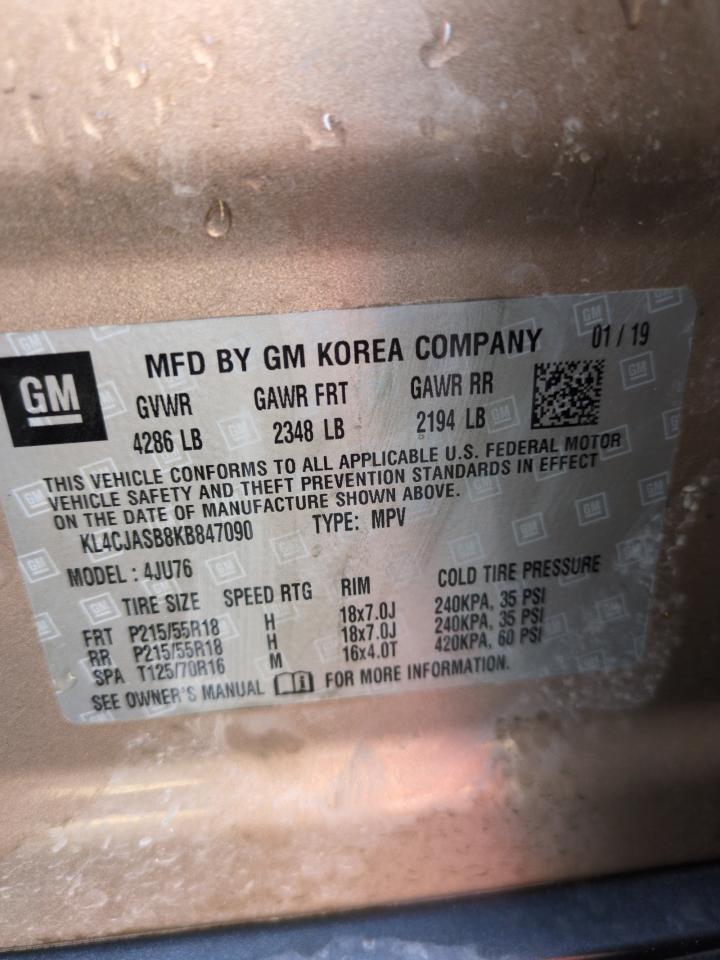 GM
MFD BY GM KOREA COMPANY 01 / 19
GVWR GAWR FRT GAWR RR
4286 LB 2348 LB 2194 LB
THIS VEHICLE CONFORMS TO ALL APPLICABLE U.S. FEDERAL MOTOR
VEHICLE SAFETY AND THEFT PREVENTION STANDARDS IN EFFECT
ON THE DATE OF MANUFACTURE SHOWN ABOVE.
KL4CJASB8KB847090 TYPE: MPV
MODEL : 4JU76
TIRE SIZE SPEED RTG RIM COLD TIRE PRESSURE
FRT P215/55R18 H 18x7.0J 240KPA, 35 PSI
RR P215/55R18 H 18x7.0J 240KPA, 35 PSI
SPA T125/70R16 M 16x4.0T 420KPA, 60 PSI
SEE OWNER'S MANUAL FOR MORE INFORMATION.